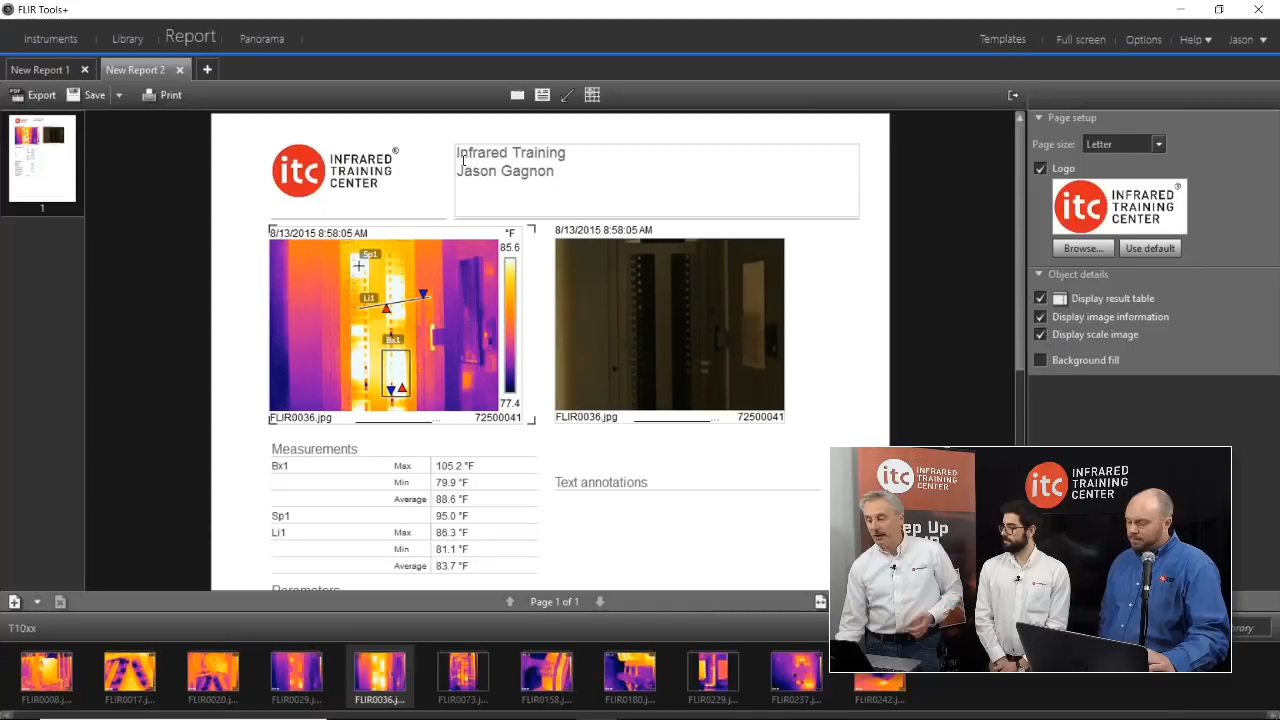 FLIR Tools+
Instruments Library Report Panorama Templates Full screen Options Help Jason
New Report 1 New Report 2
PDF Export Save Print
itc INFRARED TRAINING CENTER®
Infrared Training
Jason Gagnon
8/13/2015 8:58:05 AM °F
85.6
Sp1
Li1
Bx1
77.4
FLIR0036.jpg ... 72500041
8/13/2015 8:58:05 AM
FLIR0036.jpg ... 72500041
Measurements
Bx1 Max 105.2 °F
Min 79.9 °F
Average 88.6 °F
Sp1 95.0 °F
Li1 Max 86.3 °F
Min 81.1 °F
Average 83.7 °F
Parameters
Text annotations
1
Page setup
Page size: Letter
Logo
itc INFRARED TRAINING CENTER®
Browse... Use default
Object details
Display result table
Display image information
Display scale image
Background fill
Page 1 of 1
T10xx
FLIR0008.j... FLIR0017.j... FLIR0020.j... FLIR0029.j... FLIR0036.j... FLIR0073.j... FLIR0158.j... FLIR0180.j... FLIR0229.j... FLIR0237.j... FLIR0242.j...
itc INFRARED TRAINING CENTER
itc INFRARED TRAINING CENTER®